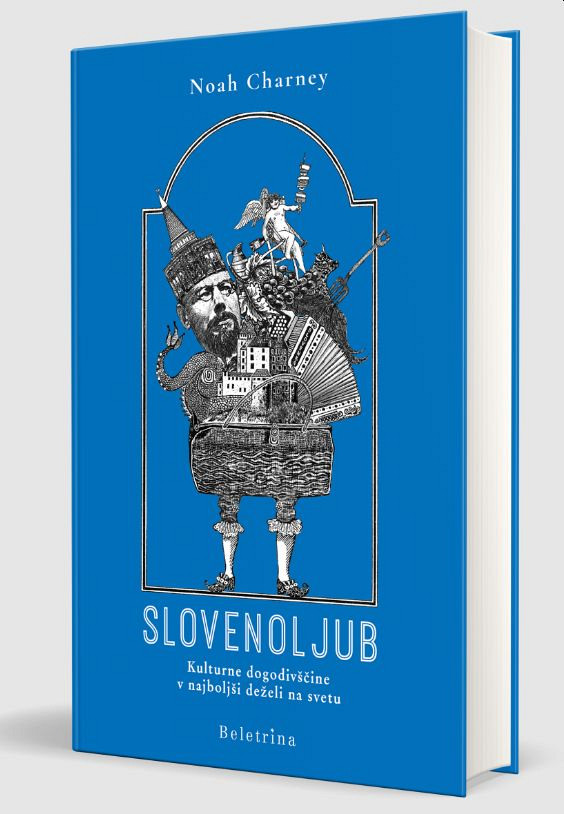 Noah Charney
SLOVENOLJUB
Kulturne dogodivščine
v najboljši deželi na svetu
Beletrina